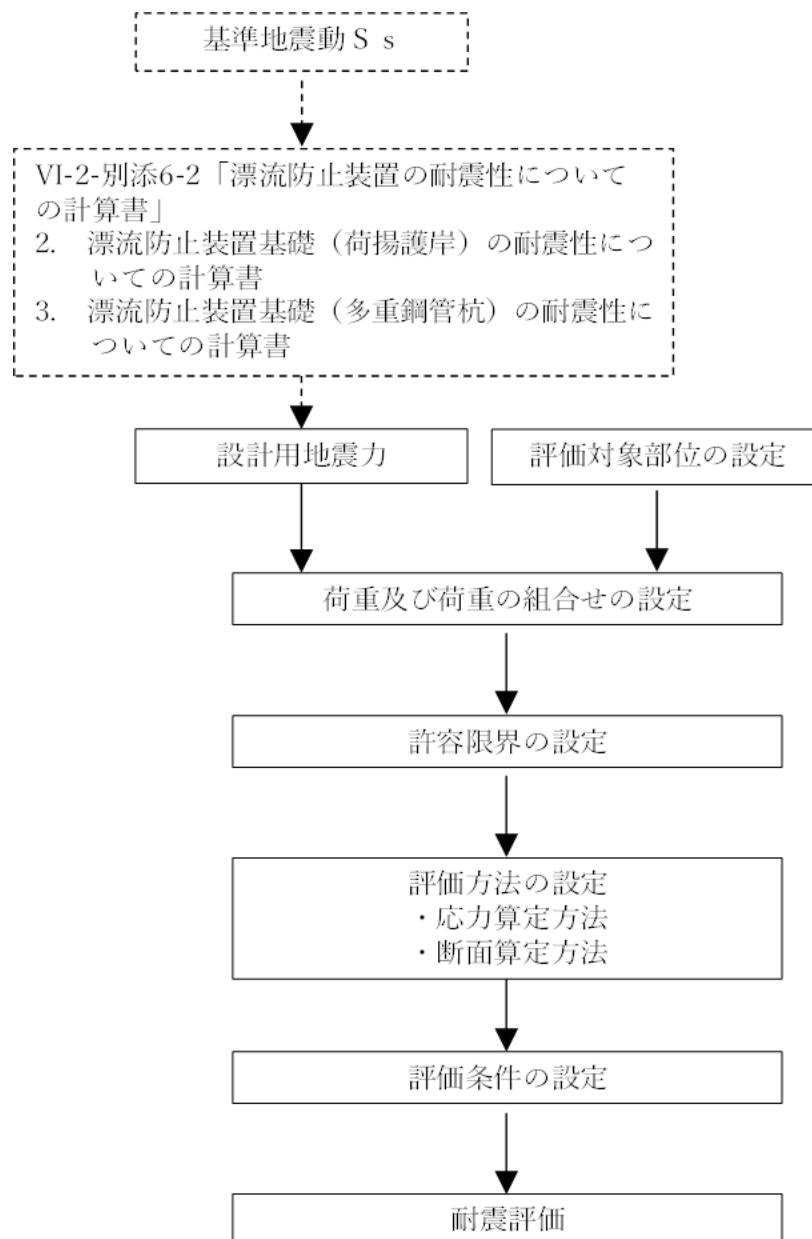 基準地震動Ｓｓ
VI-2-別添6-2「漂流防止装置の耐震性について
の計算書」
2. 漂流防止装置基礎（荷揚護岸）の耐震性につ
いての計算書
3. 漂流防止装置基礎（多重鋼管杭）の耐震性に
ついての計算書
設計用地震力
評価対象部位の設定
荷重及び荷重の組合せの設定
許容限界の設定
評価方法の設定
・応力算定方法
・断面算定方法
評価条件の設定
耐震評価